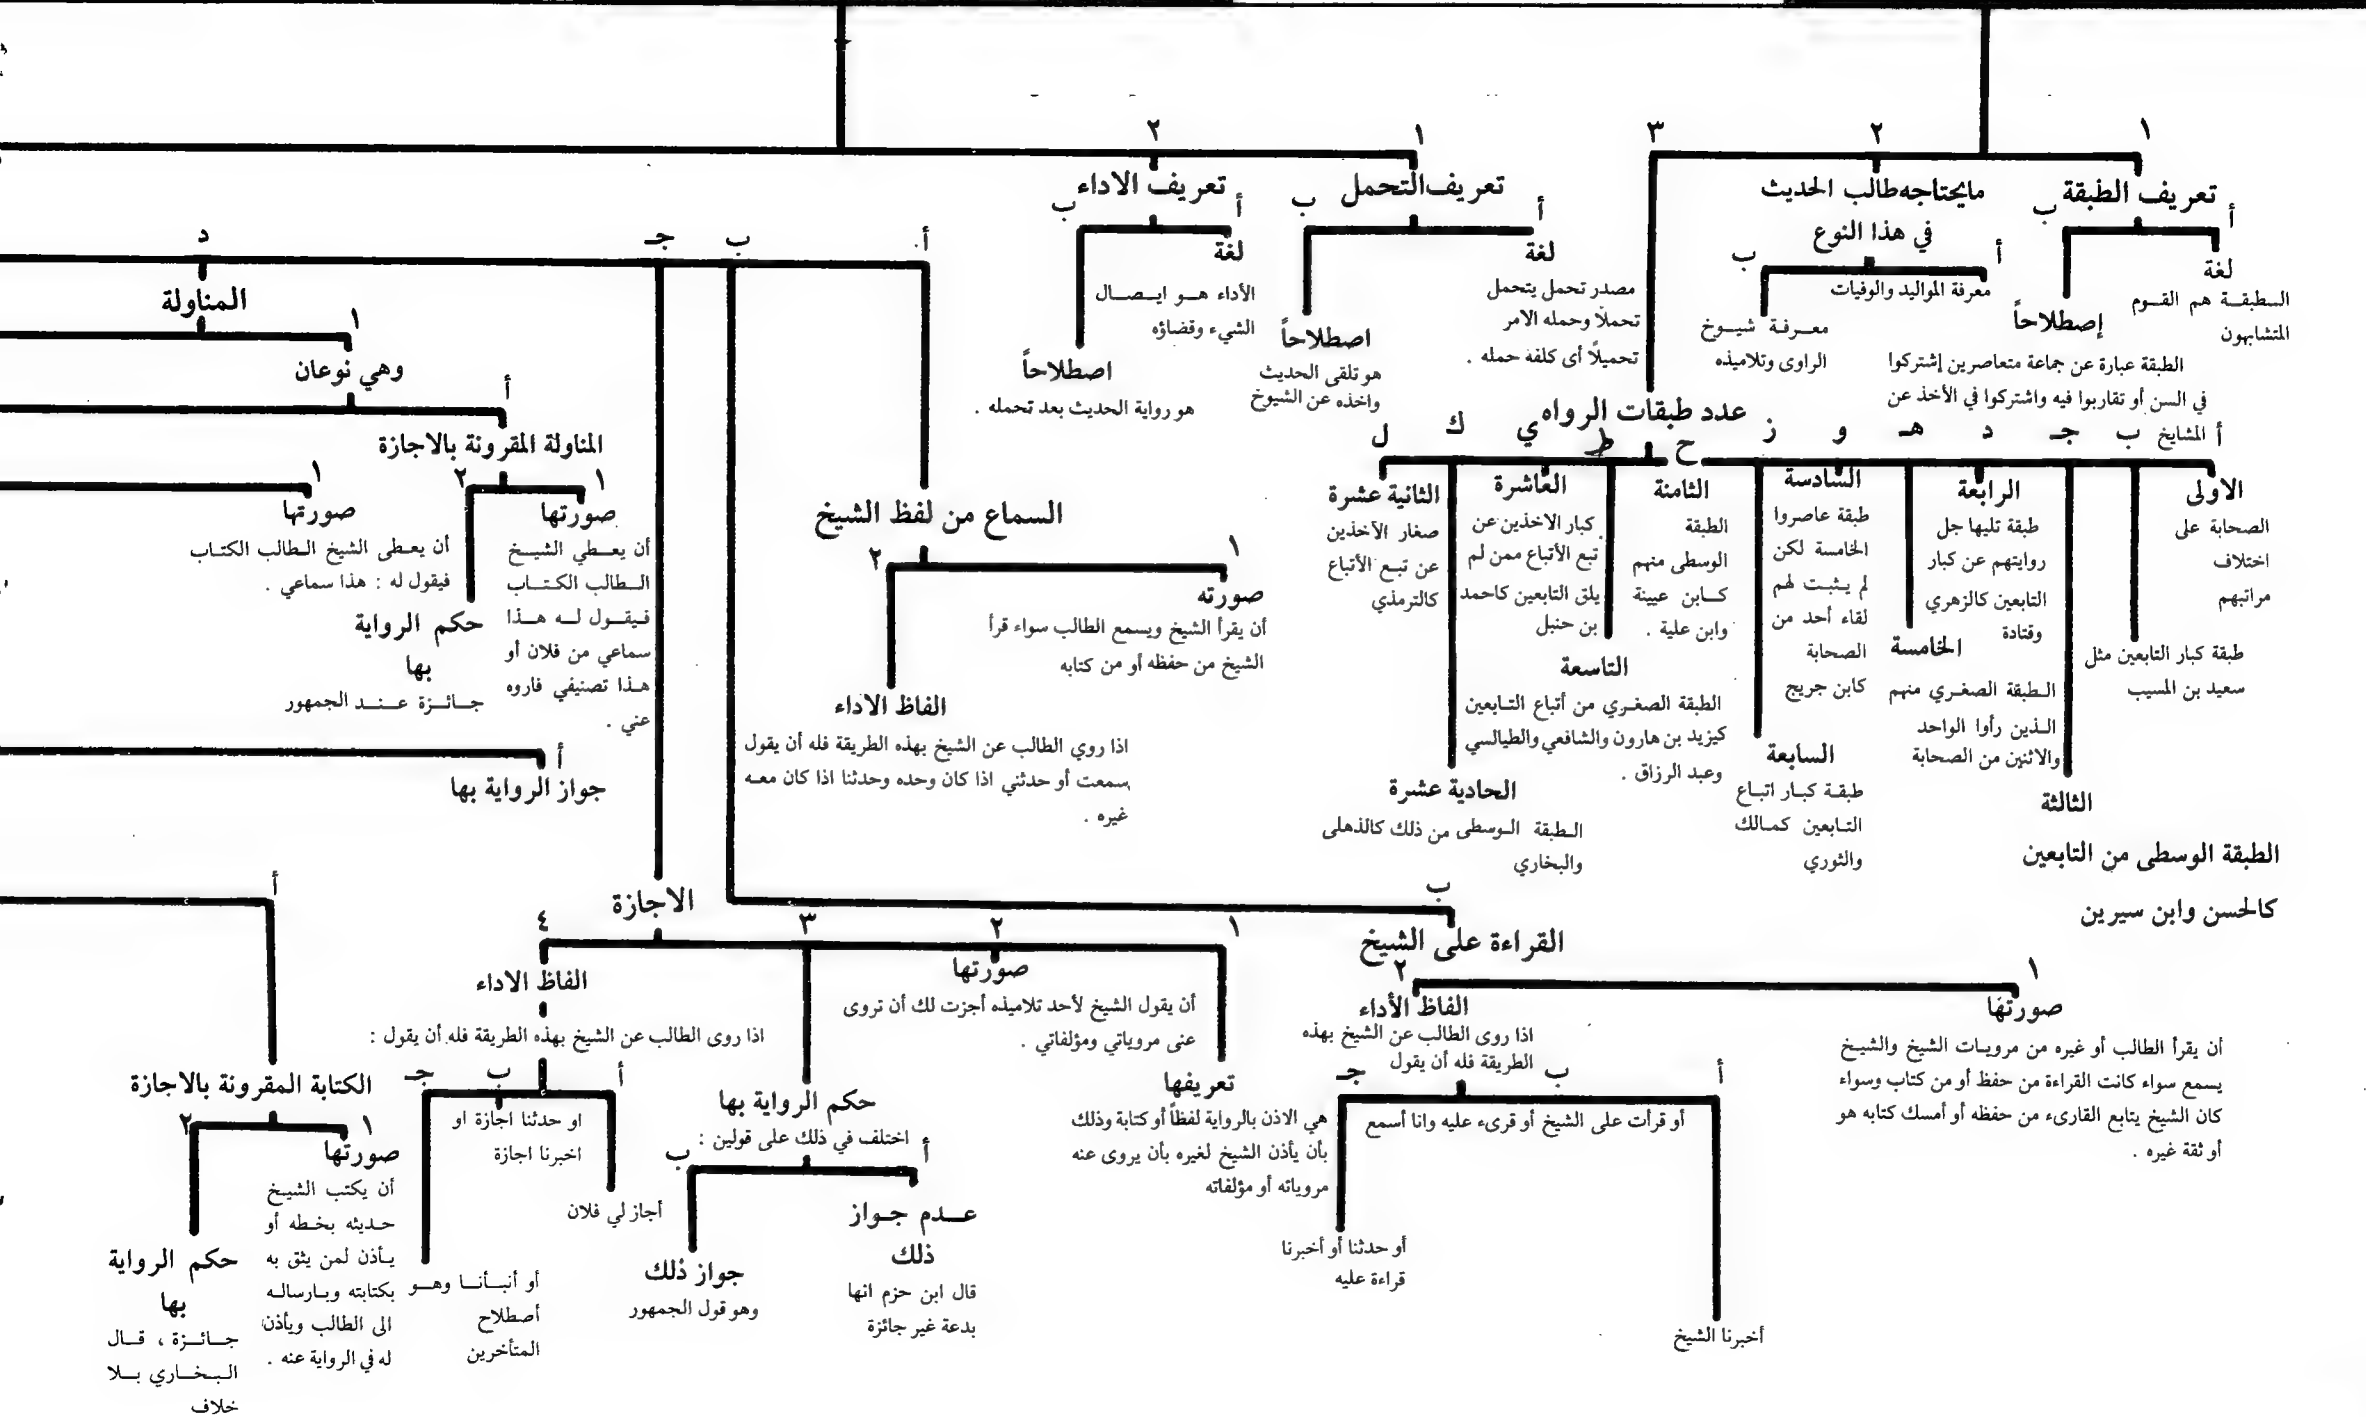 ١
٢
٣
تعريف الطبقة
أ
ب
لغة
الطبقة هم القوم
المتشابهون
إصطلاحاً
الطبقة عبارة عن جماعة متعاصرين إشتركوا
في السن أو تقاربوا فيه واشتركوا في الأخذ عن
المشايخ
مايحتاجه طالب الحديث
في هذا النوع
أ
ب
معرفة المواليد والوفيات
معرفة شيوخ
الراوى وتلاميذه
عدد طبقات الرواه
أ
ب
جـ
د
هـ
و
ز
ح
ط
ي
ك
ل
الاولى
الصحابة على
اختلاف
مراتبهم
طبقة كبار التابعين مثل
سعيد بن المسيب
الثالثة
الطبقة الوسطى من التابعين
كالحسن وابن سيرين
الرابعة
طبقة تليها جل
روايتهم عن كبار
التابعين كالزهري
وقتادة
الخامسة
الطبقة الصغري منهم
الذين رأوا الواحد
والاثنين من الصحابة
السادسة
طبقة عاصروا
الخامسة لكن
لم يثبت لهم
لقاء أحد من
الصحابة
كابن جريج
السابعة
طبقة كبار اتباع
التابعين كمالك
والثوري
الثامنة
الطبقة
الوسطى منهم
كابن عيينة
وابن علية .
التاسعة
الطبقة الصغري من أتباع التابعين
كيزيد بن هارون والشافعي والطيالسي
وعبد الرزاق .
العاشرة
كبار الاخذين عن
تبع الأتباع ممن لم
يلق التابعين كاحمد
بن حنبل
الحادية عشرة
الطبقة الوسطى من ذلك كالذهلى
والبخاري
الثانية عشرة
صغار الآخذين
عن تبع الأتباع
كالترمذي
١
٢
تعريف التحمل
أ
ب
لغة
مصدر تحمل يتحمل
تحملًا وحمله الامر
تحميلًا أى كلفه حمله .
اصطلاحاً
هو تلقى الحديث
واخذه عن الشيوخ
تعريف الاداء
أ
ب
لغة
الأداء هو ايصال
الشيء وقضاؤه
اصطلاحاً
هو رواية الحديث بعد تحمله .
أ
ب
جـ
د
السماع من لفظ الشيخ
١
٢
صورته
أن يقرأ الشيخ ويسمع الطالب سواء قرأ
الشيخ من حفظه أو من كتابه
الفاظ الاداء
اذا روي الطالب عن الشيخ بهذه الطريقة فله أن يقول
سمعت أو حدثني اذا كان وحده وحدثنا اذا كان معه
غيره .
ب
القراءة على الشيخ
١
٢
صورتها
أن يقرأ الطالب أو غيره من مرويات الشيخ والشيخ
يسمع سواء كانت القراءة من حفظ أو من كتاب وسواء
كان الشيخ يتابع القارىء من حفظه أو أمسك كتابه هو
أو ثقة غيره .
الفاظ الأداء
اذا روى الطالب عن الشيخ بهذه
الطريقة فله أن يقول
أ
ب
جـ
أخبرنا الشيخ
أو قرأت على الشيخ أو قرىء عليه وانا أسمع
أو حدثنا أو أخبرنا
قراءة عليه
الاجازة
١
٢
٣
٤
تعريفها
هي الاذن بالرواية لفظاً أو كتابة وذلك
بأن يأذن الشيخ لغيره بأن يروى عنه
مروياته أو مؤلفاته
صورتها
أن يقول الشيخ لأحد تلاميذه أجزت لك أن تروى
عنى مروياتي ومؤلفاتي .
حكم الرواية بها
اختلف في ذلك على قولين :
أ
ب
عدم جواز
ذلك
قال ابن حزم انها
بدعة غير جائزة
جواز ذلك
وهو قول الجمهور
الفاظ الاداء
اذا روى الطالب عن الشيخ بهذه الطريقة فله أن يقول :
أ
ب
جـ
أجاز لي فلان
او حدثنا اجازة او
اخبرنا اجازة
أو أنبأنا وهو
أصطلاح
المتأخرين
المناولة
١
وهي نوعان
أ
المناولة المقرونة بالاجازة
١
٢
صورتها
أن يعطي الشيخ
الطالب الكتاب
فيقول له هذا
سماعي من فلان أو
هذا تصنيفي فاروه
عني .
حكم الرواية
بها
جائزة عند الجمهور
١
صورتها
أن يعطى الشيخ الطالب الكتاب
فيقول له : هذا سماعي .
أ
جواز الرواية بها
أ
الكتابة المقرونة بالاجازة
١
٢
صورتها
أن يكتب الشيخ
حديثه بخطه أو
يأذن لمن يثق به
بكتابته وبارساله
الى الطالب ويأذن
له في الرواية عنه .
حكم الرواية
بها
جائزة ، قال
البخاري بلا
خلاف